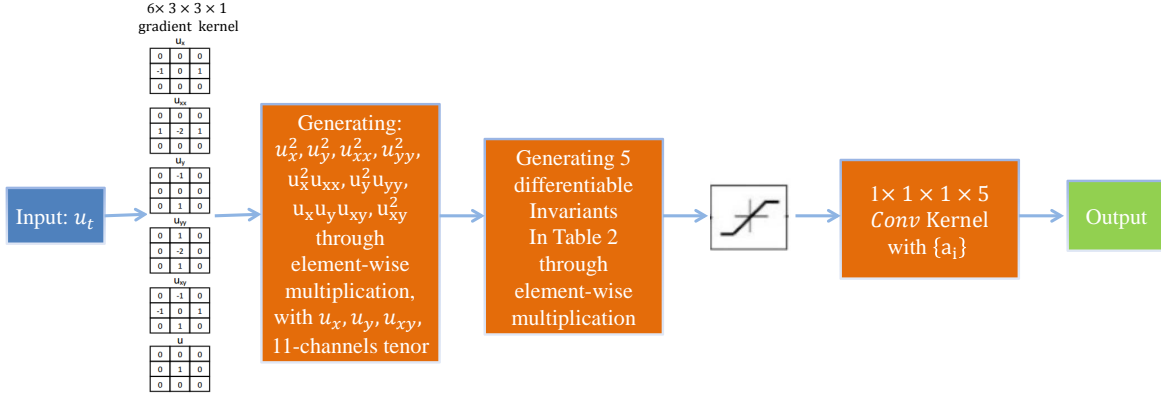 6× 3 × 3 × 1
gradient kernel
u_x
0 0 0
-1 0 1
0 0 0
u_xx
0 0 0
1 -2 1
0 0 0
u_y
0 -1 0
0 0 0
0 1 0
u_yy
0 1 0
0 -2 0
0 1 0
u_xy
0 -1 0
-1 0 1
0 1 0
u
0 0 0
0 1 0
0 0 0
Input: u_t
Generating:
u_x^2, u_y^2, u_xx^2, u_yy^2,
u_x^2u_xx, u_y^2u_yy,
u_xu_yu_xy, u_xy^2
through
element-wise
multiplication,
with u_x, u_y, u_xy,
11-channels tenor
Generating 5
differentiable
Invariants
In Table 2
through
element-wise
multiplication
1× 1 × 1 × 5
Conv Kernel
with {a_i}
Output